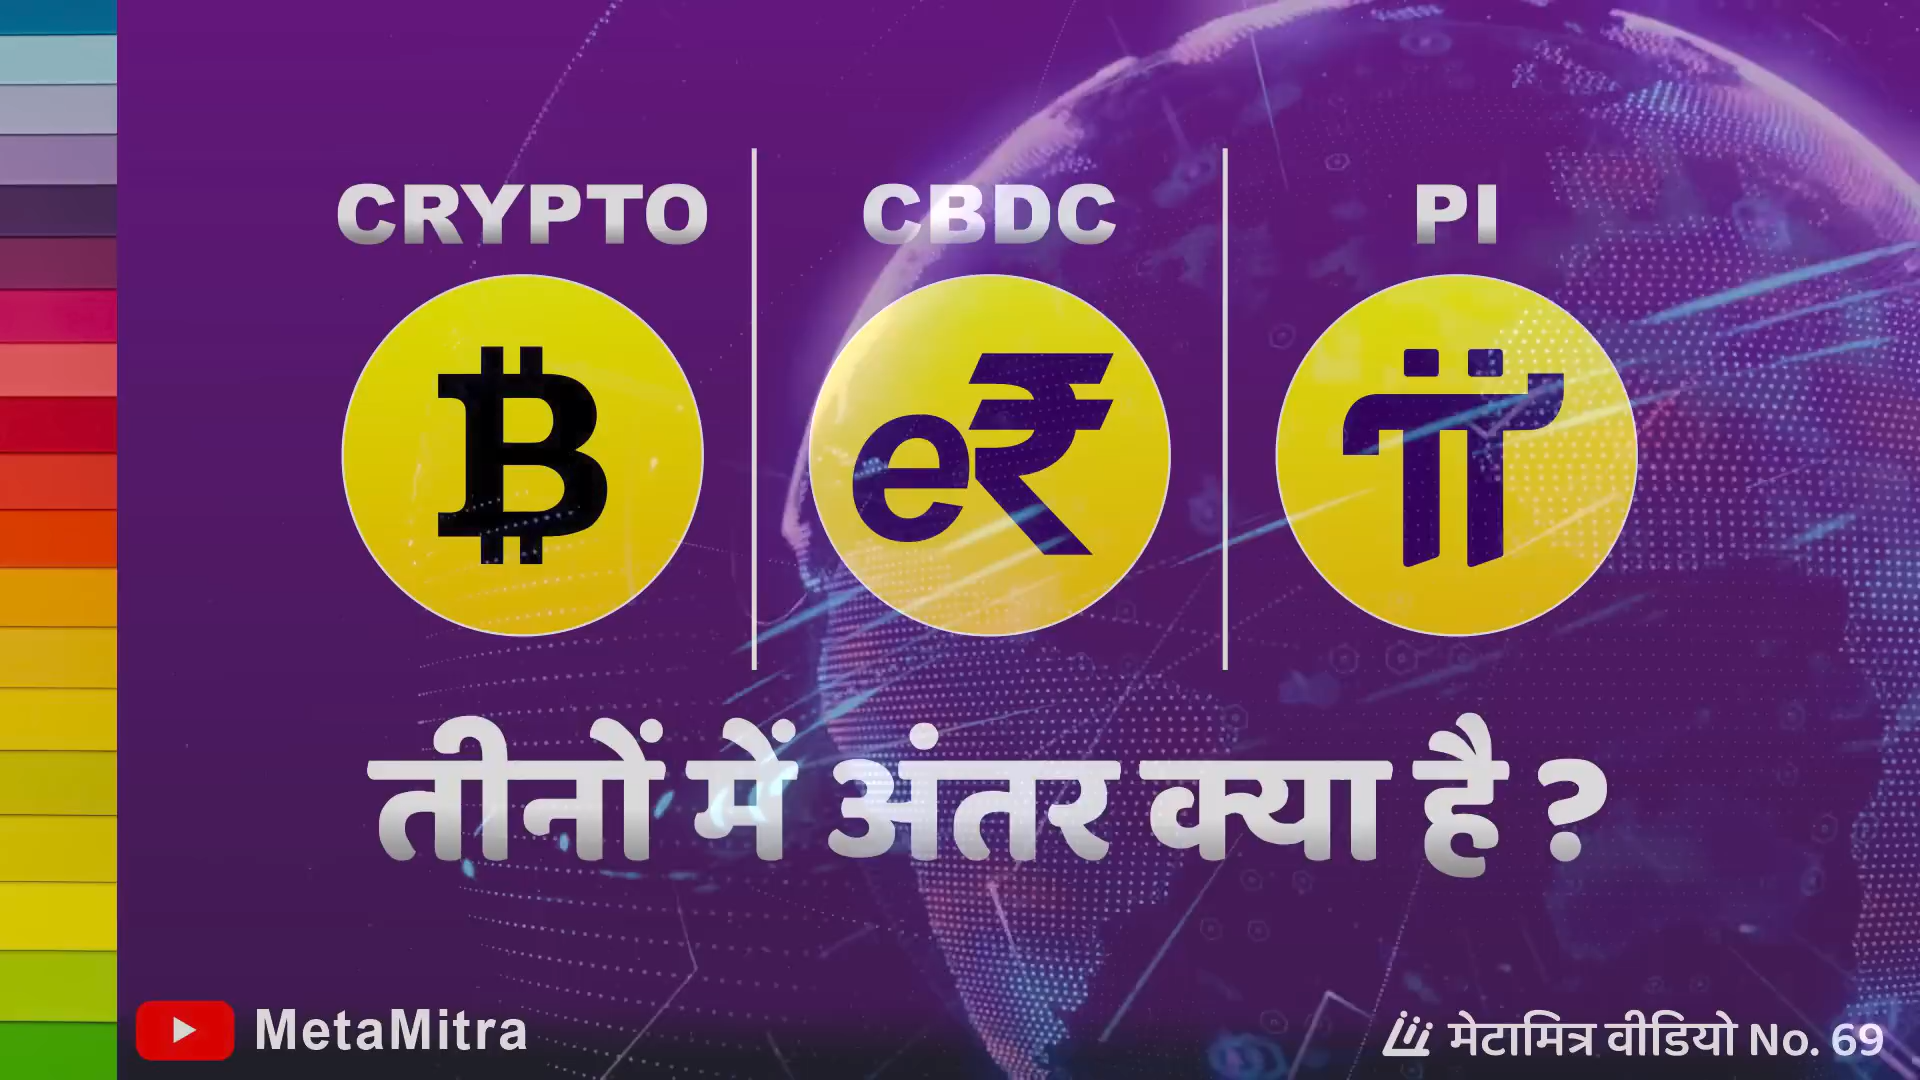 CRYPTO
CBDC
PI
e₹
तीनों में अंतर क्या है ?
MetaMitra
मेटामित्र वीडियो No. 69